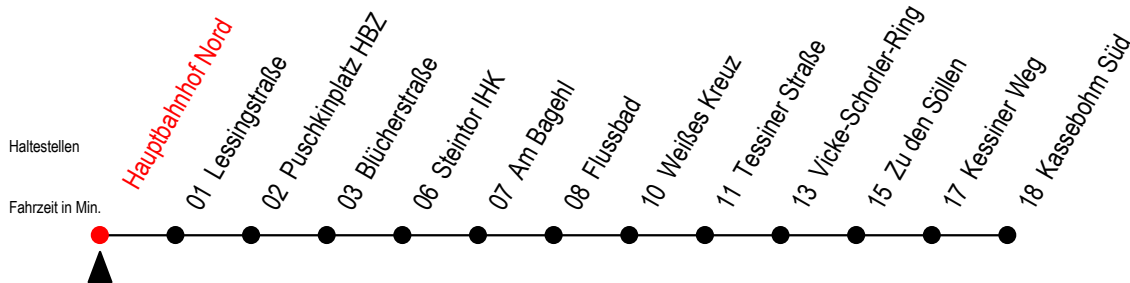 Haltestellen
Fahrzeit in Min.
Hauptbahnhof Nord
01 Lessingstraße
02 Puschkinplatz HBZ
03 Blücherstraße
06 Steintor IHK
07 Am Bagehl
08 Flussbad
10 Weißes Kreuz
11 Tessiner Straße
13 Vicke-Schorler-Ring
15 Zu den Söllen
17 Kessiner Weg
18 Kassebohm Süd